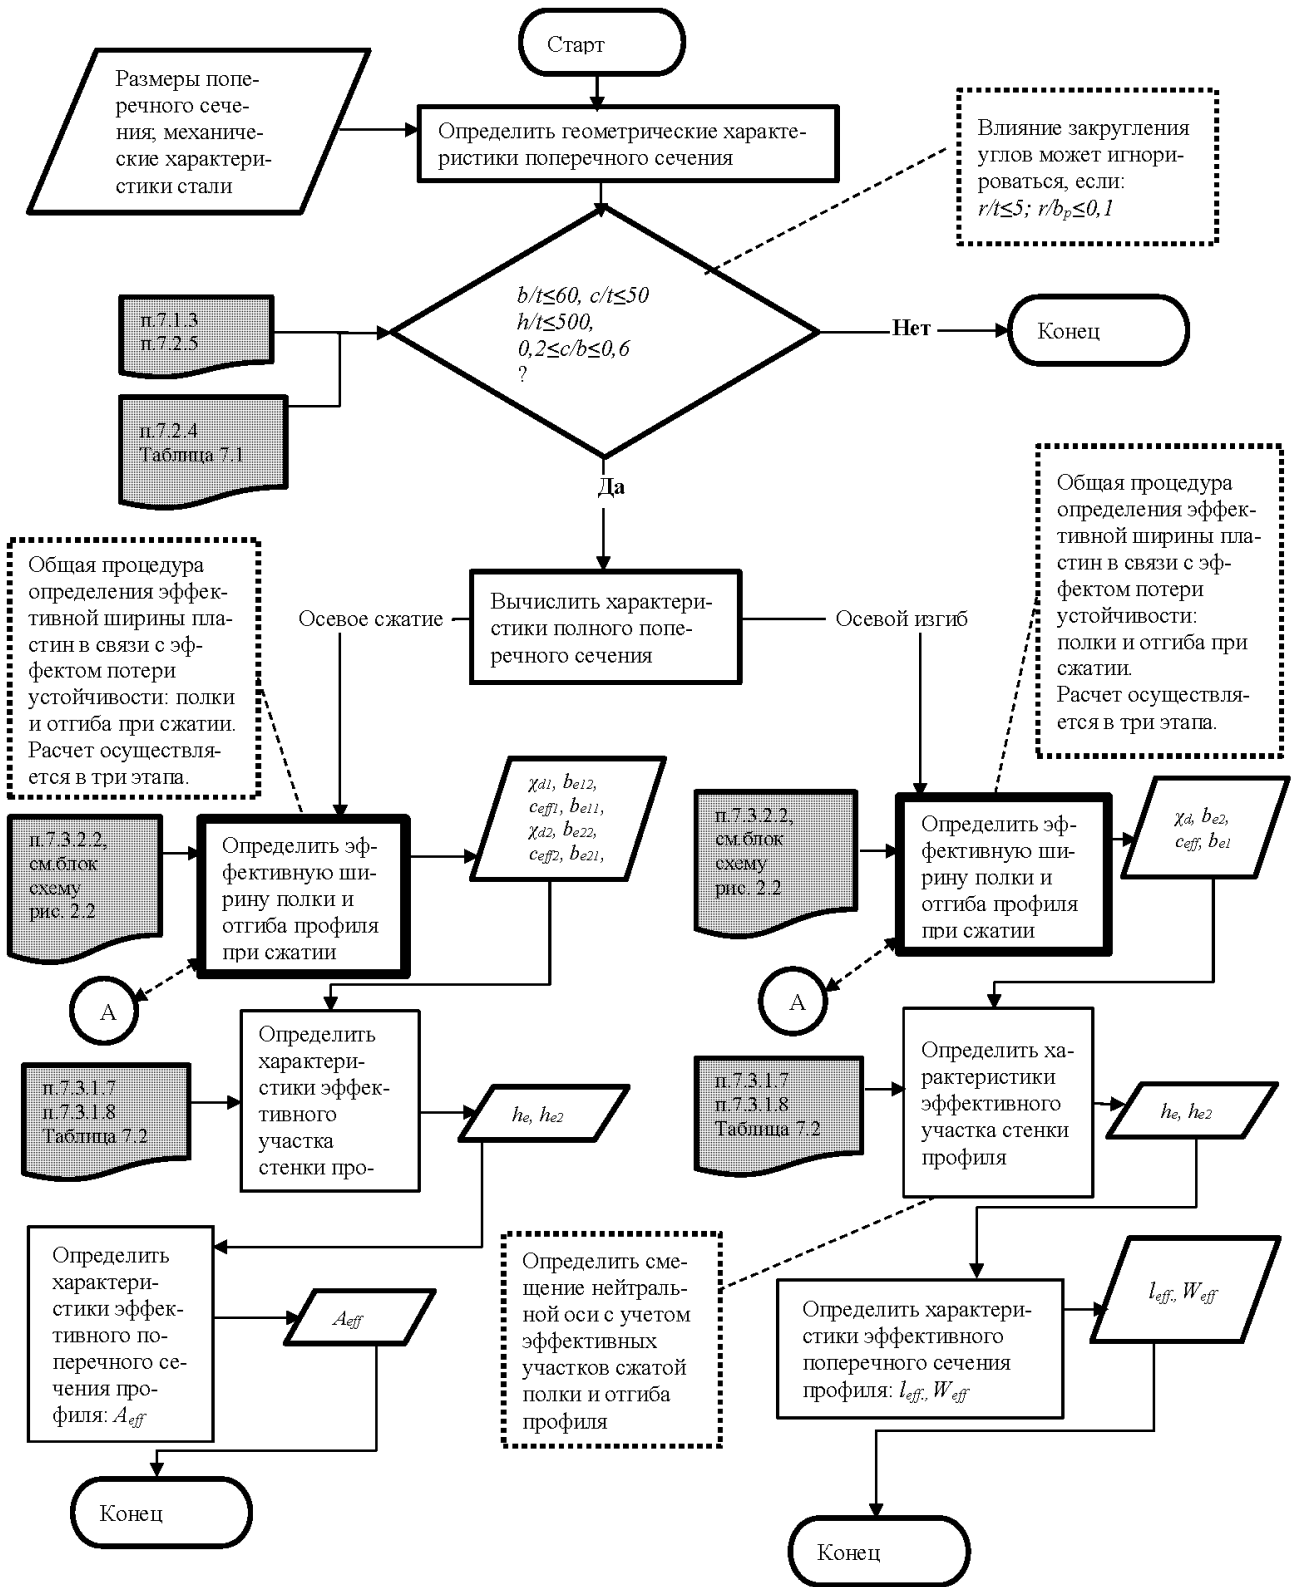 Старт
Размеры попе-
речного сече-
ния; механиче-
ские характери-
стики стали
Определить геометрические характе-
ристики поперечного сечения
Влияние закругления
углов может игнори-
роваться, если:
r/t≤5; r/bp≤0,1
b/t≤60, c/t≤50
h/t≤500,
0,2≤c/b≤0,6
?
п.7.1.3
п.7.2.5
Нет
Конец
п.7.2.4
Таблица 7.1
Да
Общая процедура
определения эффек-
тивной ширины пла-
стин в связи с эф-
фектом потери
устойчивости:
полки и отгиба при
сжатии.
Расчет осуществля-
ется в три этапа.
Общая процедура
определения эффек-
тивной ширины пла-
стин в связи с эф-
фектом потери
устойчивости: полки
и отгиба при сжатии.
Расчет осуществля-
ется в три этапа.
Вычислить характери-
стики полного попе-
речного сечения
Осевое сжатие
Осевой изгиб
χd1, be12,
ceff1, be11,
χd2, be22,
ceff2, be21,
п.7.3.2.2,
см.блок
схему
рис. 2.2
Определить эф-
фективную ши-
рину полки и
отгиба профиля
при сжатии
п.7.3.2.2,
см.блок
схему
рис. 2.2
Определить эф-
фективную ши-
рину полки и
отгиба профиля
при сжатии
χd, be2,
ceff, be1
А
А
Определить
характери-
стики эффек-
тивного
участка
стенки про-
п.7.3.1.7
п.7.3.1.8
Таблица 7.2
he, he2
п.7.3.1.7
п.7.3.1.8
Таблица 7.2
Определить ха-
рактеристики
эффективного
участка стенки
профиля
he, he2
Определить
характери-
стики эффек-
тивного по-
перечного се-
чения про-
филя: Aeff
Aeff
Определить сме-
щение нейтраль-
ной оси с учетом
эффективных
участков сжатой
полки и отгиба
профиля
Определить характери-
стики эффективного
поперечного сечения
профиля: leff., Weff
leff., Weff
Конец
Конец